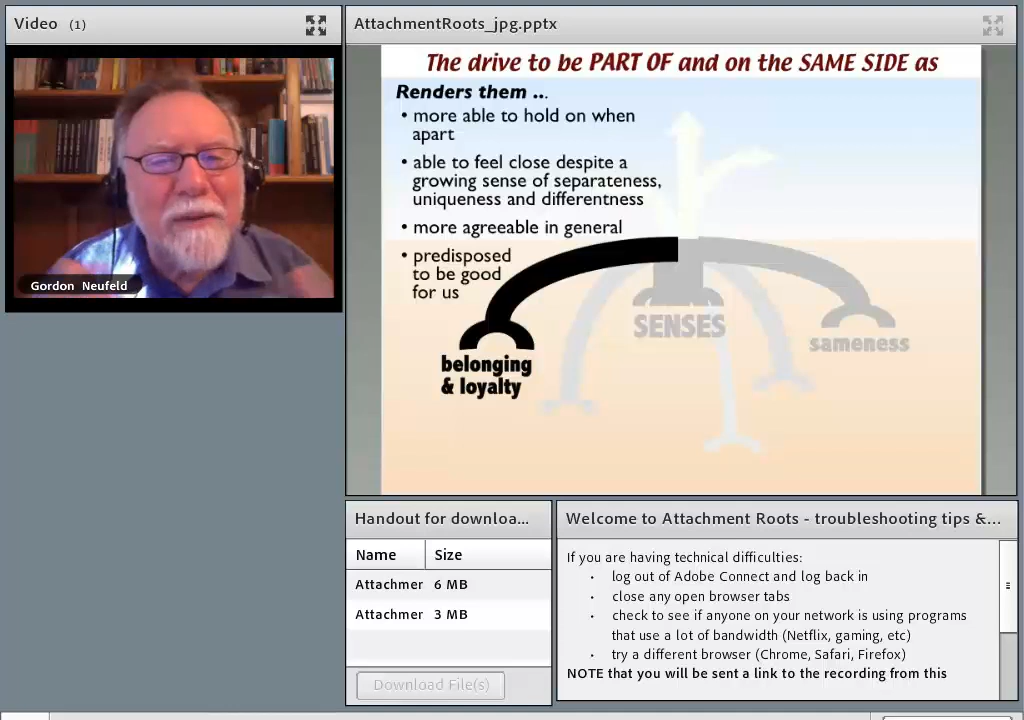 Video (1)
Gordon Neufeld
AttachmentRoots_jpg.pptx
The drive to be PART OF and on the SAME SIDE as
Renders them ...
• more able to hold on when
apart
• able to feel close despite a
growing sense of separateness,
uniqueness and differentness
• more agreeable in general
• predisposed
to be good
for us
SENSES
sameness
belonging
& loyalty
Handout for downloa...
Name Size
Attachmer 6 MB
Attachmer 3 MB
Download File(s)
Welcome to Attachment Roots - troubleshooting tips &...
If you are having technical difficulties:
· log out of Adobe Connect and log back in
· close any open browser tabs
· check to see if anyone on your network is using programs
that use a lot of bandwidth (Netflix, gaming, etc)
· try a different browser (Chrome, Safari, Firefox)
NOTE that you will be sent a link to the recording from this